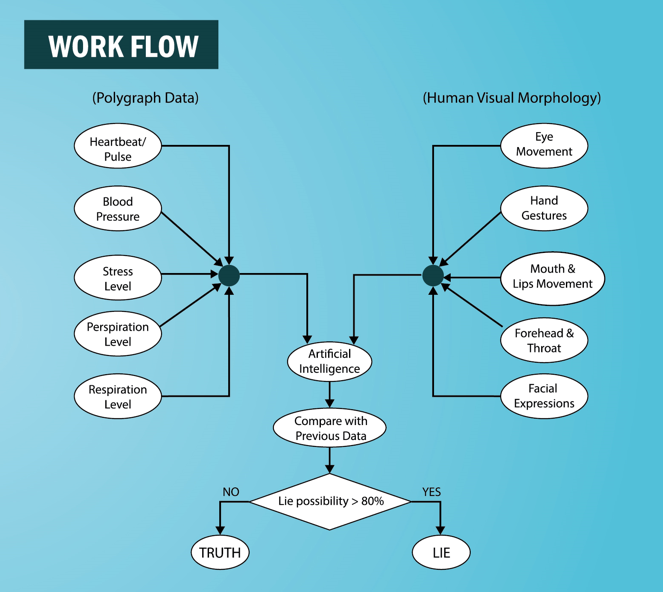 WORK FLOW
(Polygraph Data)
(Human Visual Morphology)
Heartbeat/
Pulse
Blood
Pressure
Stress
Level
Perspiration
Level
Respiration
Level
Eye
Movement
Hand
Gestures
Mouth &
Lips Movement
Forehead &
Throat
Facial
Expressions
Artificial
Intelligence
Compare with
Previous Data
Lie possibility > 80%
NO
YES
TRUTH
LIE